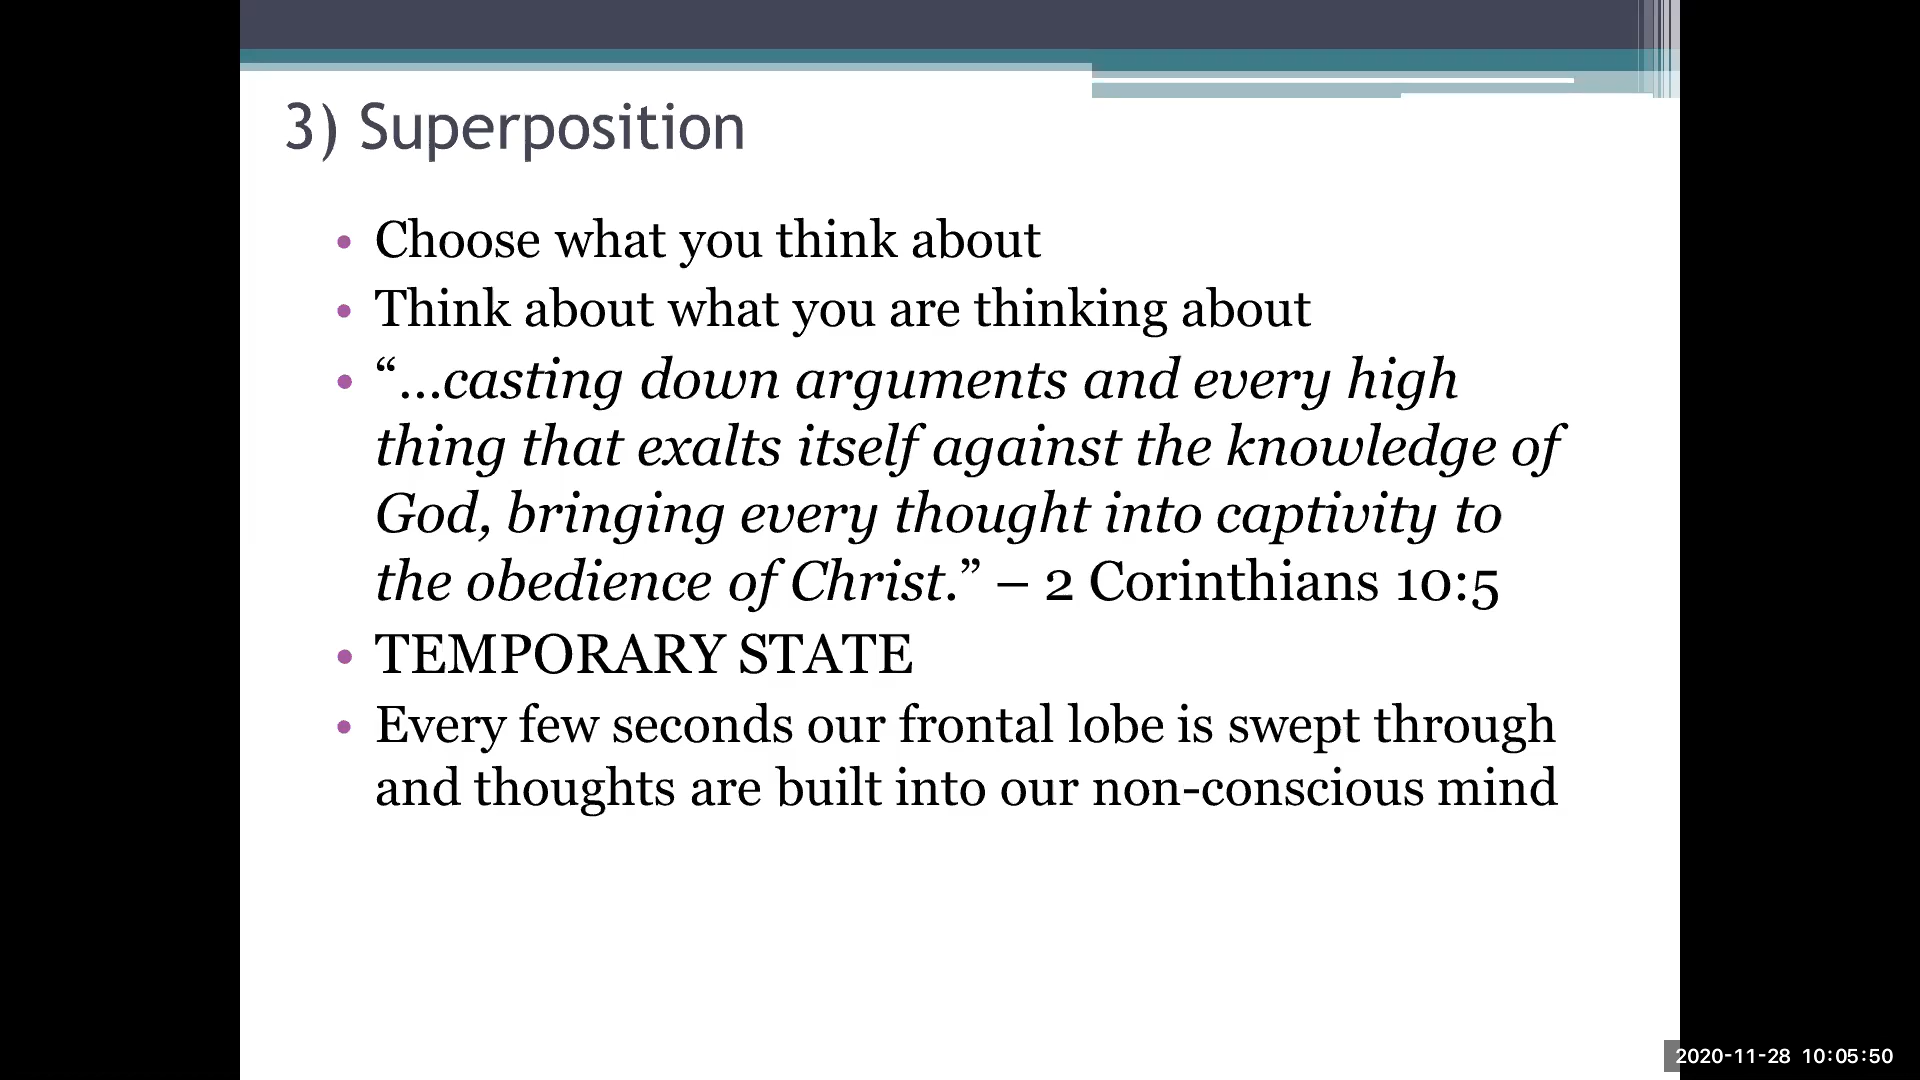 3) Superposition
• Choose what you think about
• Think about what you are thinking about
• “…casting down arguments and every high
thing that exalts itself against the knowledge of
God, bringing every thought into captivity to
the obedience of Christ.” – 2 Corinthians 10:5
• TEMPORARY STATE
• Every few seconds our frontal lobe is swept through
and thoughts are built into our non-conscious mind
2020-11-28 10:05:50